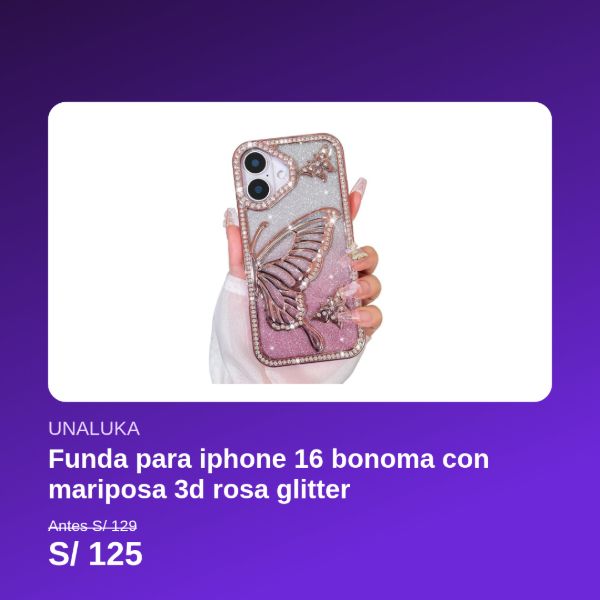 UNALUKA
Funda para iphone 16 bonoma con
mariposa 3d rosa glitter
Antes S/ 129
S/ 125